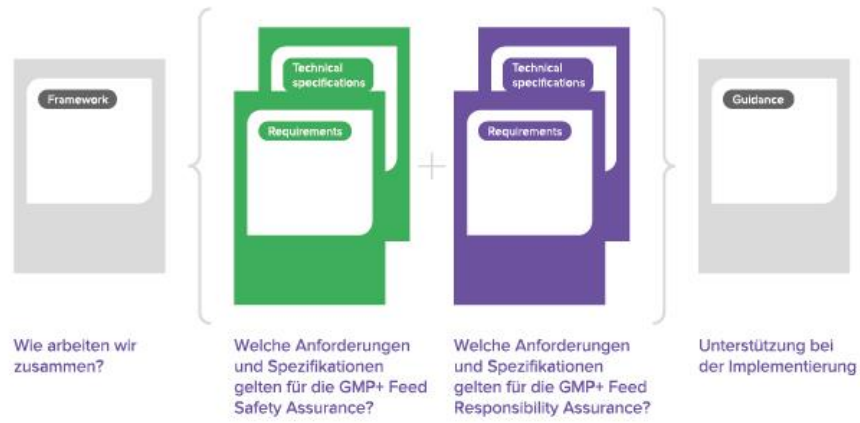 Framework
Technical
specifications
Requirements
Technical
specifications
Requirements
Guidance
Wie arbeiten wir
zusammen?
Welche Anforderungen
und Spezifikationen
gelten für die GMP+ Feed
Safety Assurance?
Welche Anforderungen
und Spezifikationen
gelten für die GMP+ Feed
Responsibility Assurance?
Unterstützung bei
der Implementierung